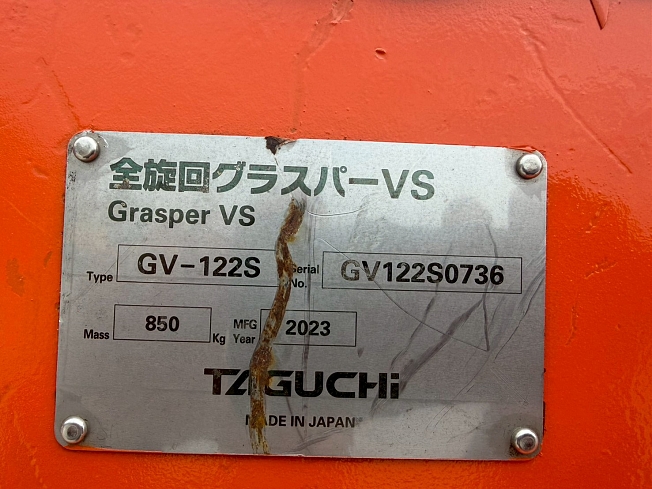 全旋回グラスパーVS
Grasper VS
Type GV-122S Serial No. GV122S0736
Mass 850 Kg MFG Year 2023
TAGUCHi
MADE IN JAPAN